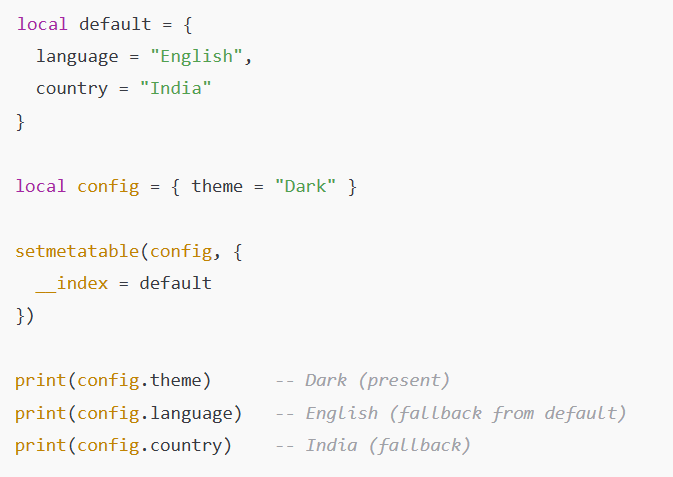 local default = {
  language = "English",
  country = "India"
}

local config = { theme = "Dark" }

setmetatable(config, {
  __index = default
})

print(config.theme)      -- Dark (present)
print(config.language)   -- English (fallback from default)
print(config.country)    -- India (fallback)